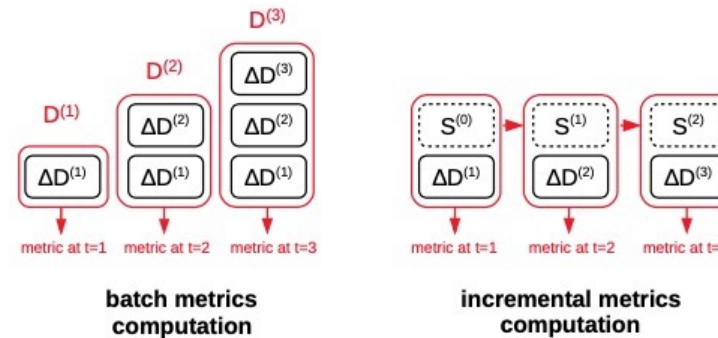 D(3)
D(2)
D(1)
ΔD(3)
ΔD(2)
ΔD(2)
ΔD(1)
ΔD(1)
ΔD(1)
metric at t=1
metric at t=2
metric at t=3
batch metrics
computation
S(0)
S(1)
S(2)
ΔD(1)
ΔD(2)
ΔD(3)
metric at t=1
metric at t=2
metric at t=
incremental metrics
computation